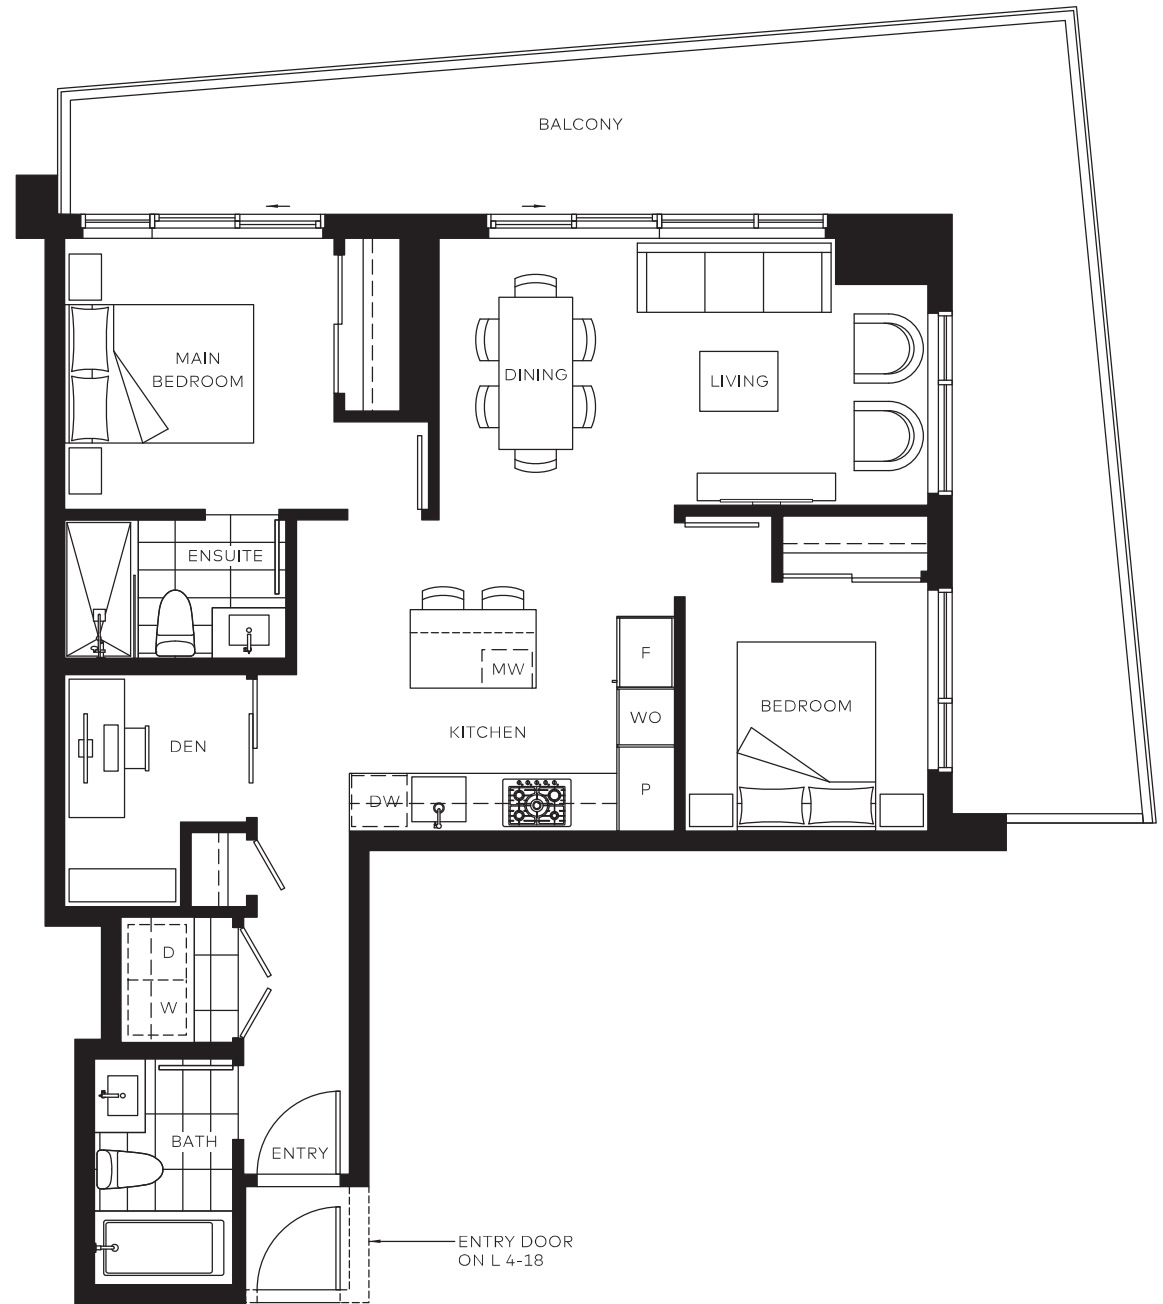 BALCONY
MAIN
BEDROOM
DINING
LIVING
ENSUITE
MW
F
WO
P
KITCHEN
DW
BEDROOM
DEN
D
W
BATH
ENTRY
ENTRY DOOR
ON L 4-18